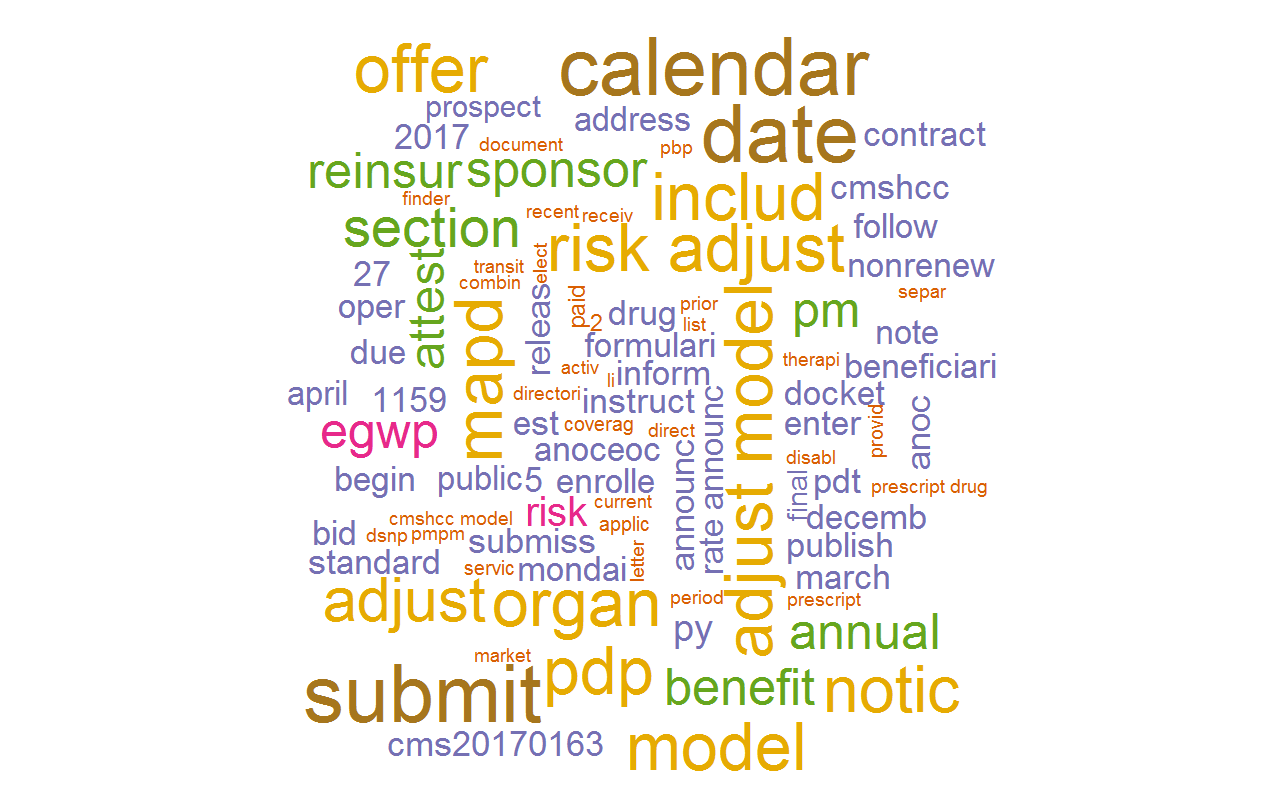 offer
calendar
prospect
address
2017
document
pbp
date
contract
reinsur
sponsor
includ
cmshcc
finder
recent
receiv
section
follow
risk adjust
27
attest
transit
combin
select
nonrenew
separ
oper
mapd
releas
paid
2
drug
prior
list
adjust model
pm
note
due
formulari
therapi
beneficiari
activ
li
inform
april
1159
directori
instruct
docket
egwp
est
coverag
direct
enter
provid
anoc
anoceoc
announc
rate announc
disabl
begin
public
5
enrolle
final
pdt
prescript drug
risk
current
cmshcc model
applic
decemb
bid
dsnp
pmpm
submiss
publish
standard
servic
mondai
letter
march
adjust
organ
period
prescript
py
annual
market
submit
pdp
benefit
notic
cms20170163
model